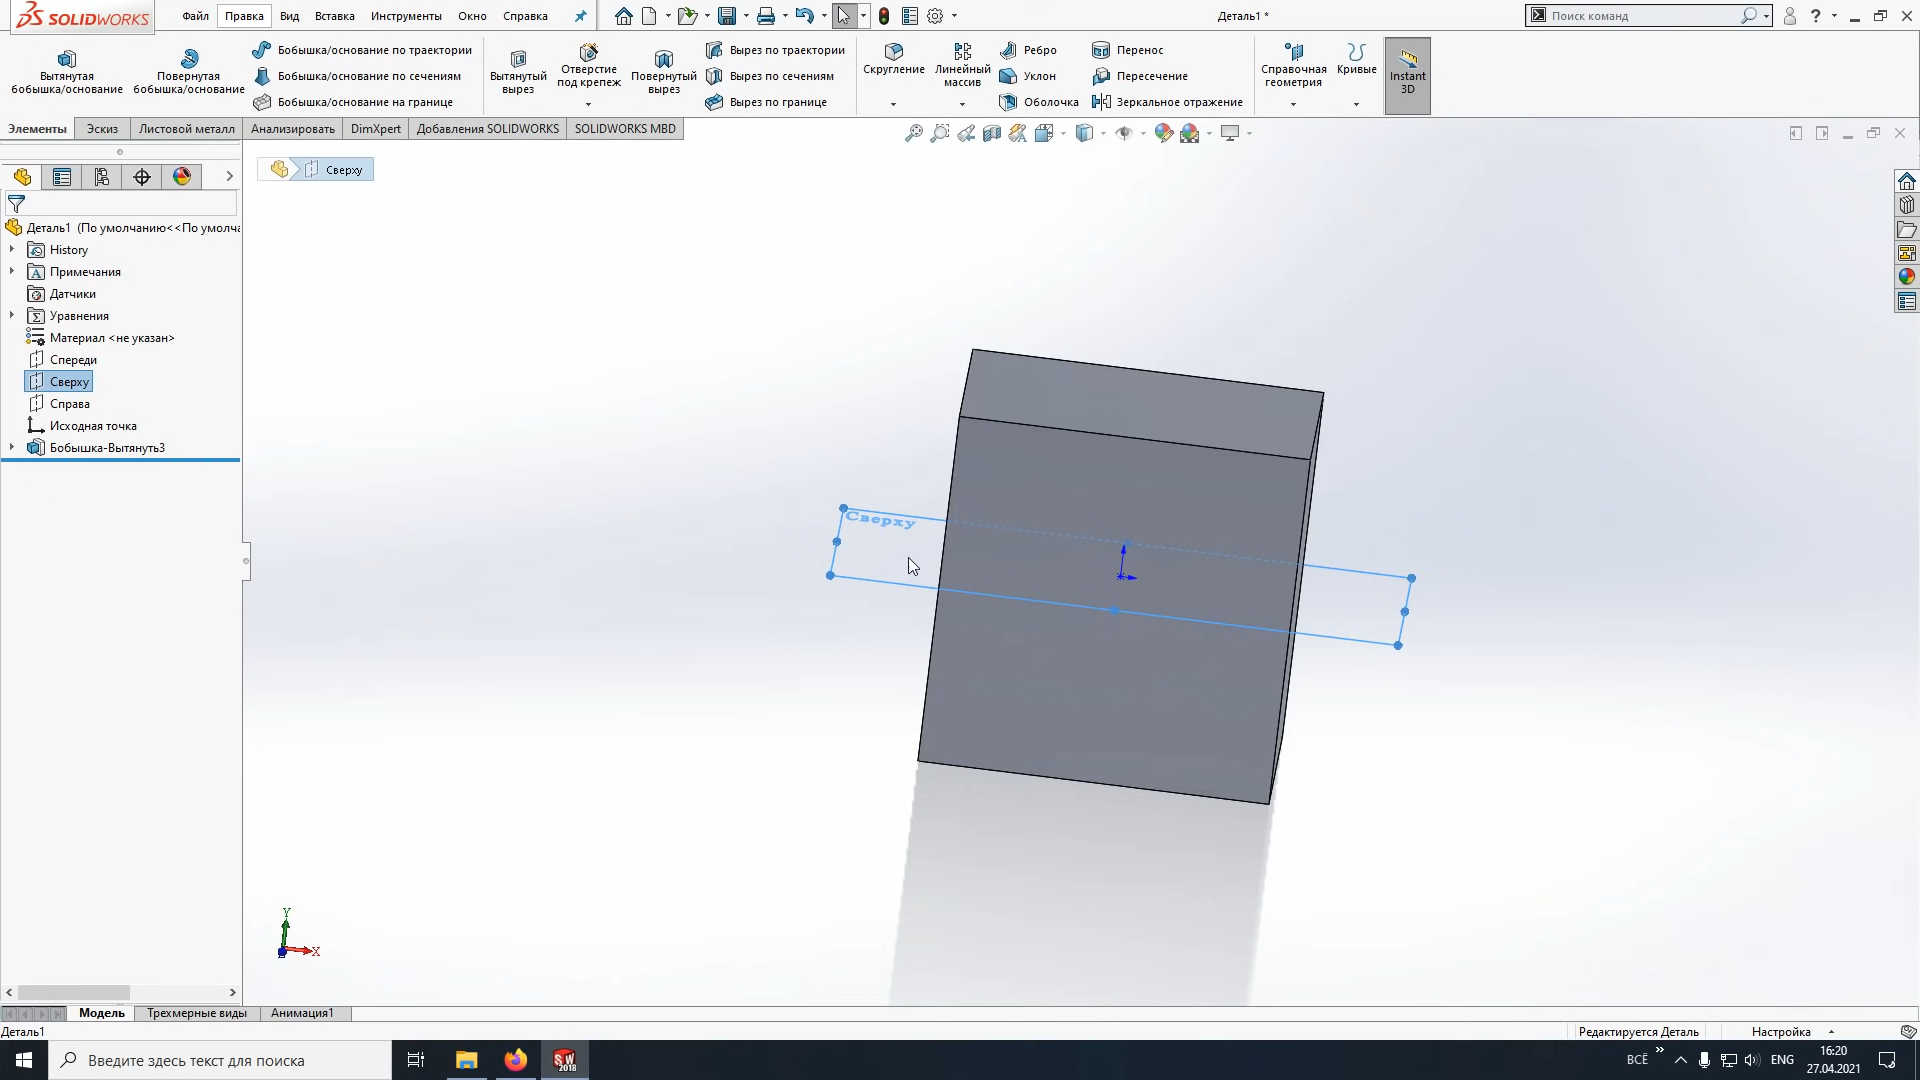 SOLIDWORKS
Файл Правка Вид Вставка Инструменты Окно Справка
Деталь1 *
Поиск команд
Вытянутая бобышка/основание
Повернутая бобышка/основание
Бобышка/основание по траектории
Бобышка/основание по сечениям
Бобышка/основание на границе
Вытянутый вырез
Отверстие под крепеж
Повернутый вырез
Вырез по траектории
Вырез по сечениям
Вырез по границе
Скругление
Линейный массив
Ребро
Уклон
Оболочка
Перенос
Пересечение
Зеркальное отражение
Справочная геометрия
Кривые
Instant 3D
Элементы Эскиз Листовой металл Анализировать DimXpert Добавления SOLIDWORKS SOLIDWORKS MBD
Сверху
Деталь1 (По умолчанию<<По умолча
History
Примечания
Датчики
Уравнения
Материал <не указан>
Спереди
Сверху
Справа
Исходная точка
Бобышка-Вытянуть3
Сверху
Y
X
Модель Трехмерные виды Анимация1
Деталь1
Редактируется Деталь
Настройка
Введите здесь текст для поиска
SW 2018
ВСЁ
ENG
16:20
27.04.2021